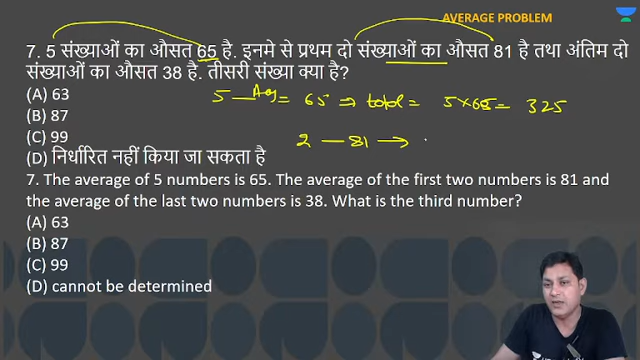 AVERAGE PROBLEM
7. 5 संख्याओं का औसत 65 है. इनमे से प्रथम दो संख्याओं का औसत 81 है तथा अंतिम दो
संख्याओं का औसत 38 है. तीसरी संख्या क्या है?
(A) 63
5 — Avg = 65 ⇒ total = 5×65 = 325
(B) 87
(C) 99
2 — 81 →
(D) निर्धारित नहीं किया जा सकता है
7. The average of 5 numbers is 65. The average of the first two numbers is 81 and
the average of the last two numbers is 38. What is the third number?
(A) 63
(B) 87
(C) 99
(D) cannot be determined